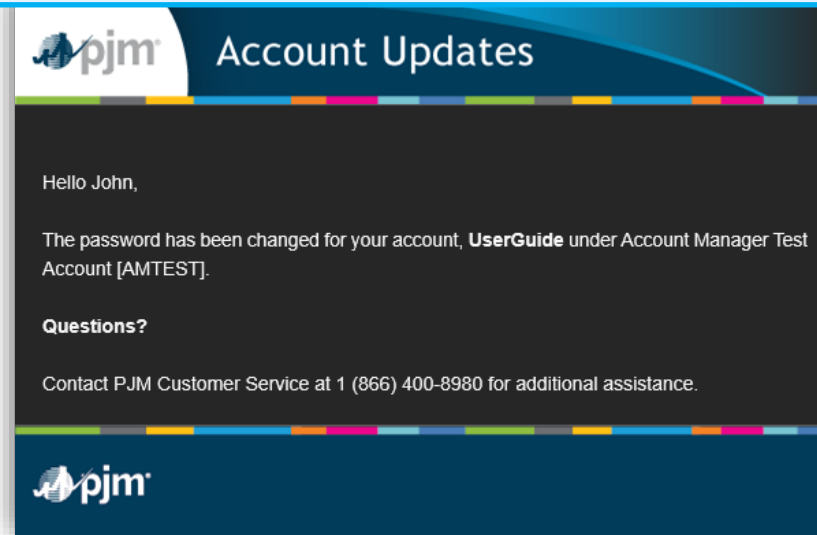 pjm
Account Updates
Hello John,
The password has been changed for your account, UserGuide under Account Manager Test
Account [AMTEST].
Questions?
Contact PJM Customer Service at 1 (866) 400-8980 for additional assistance.
pjm